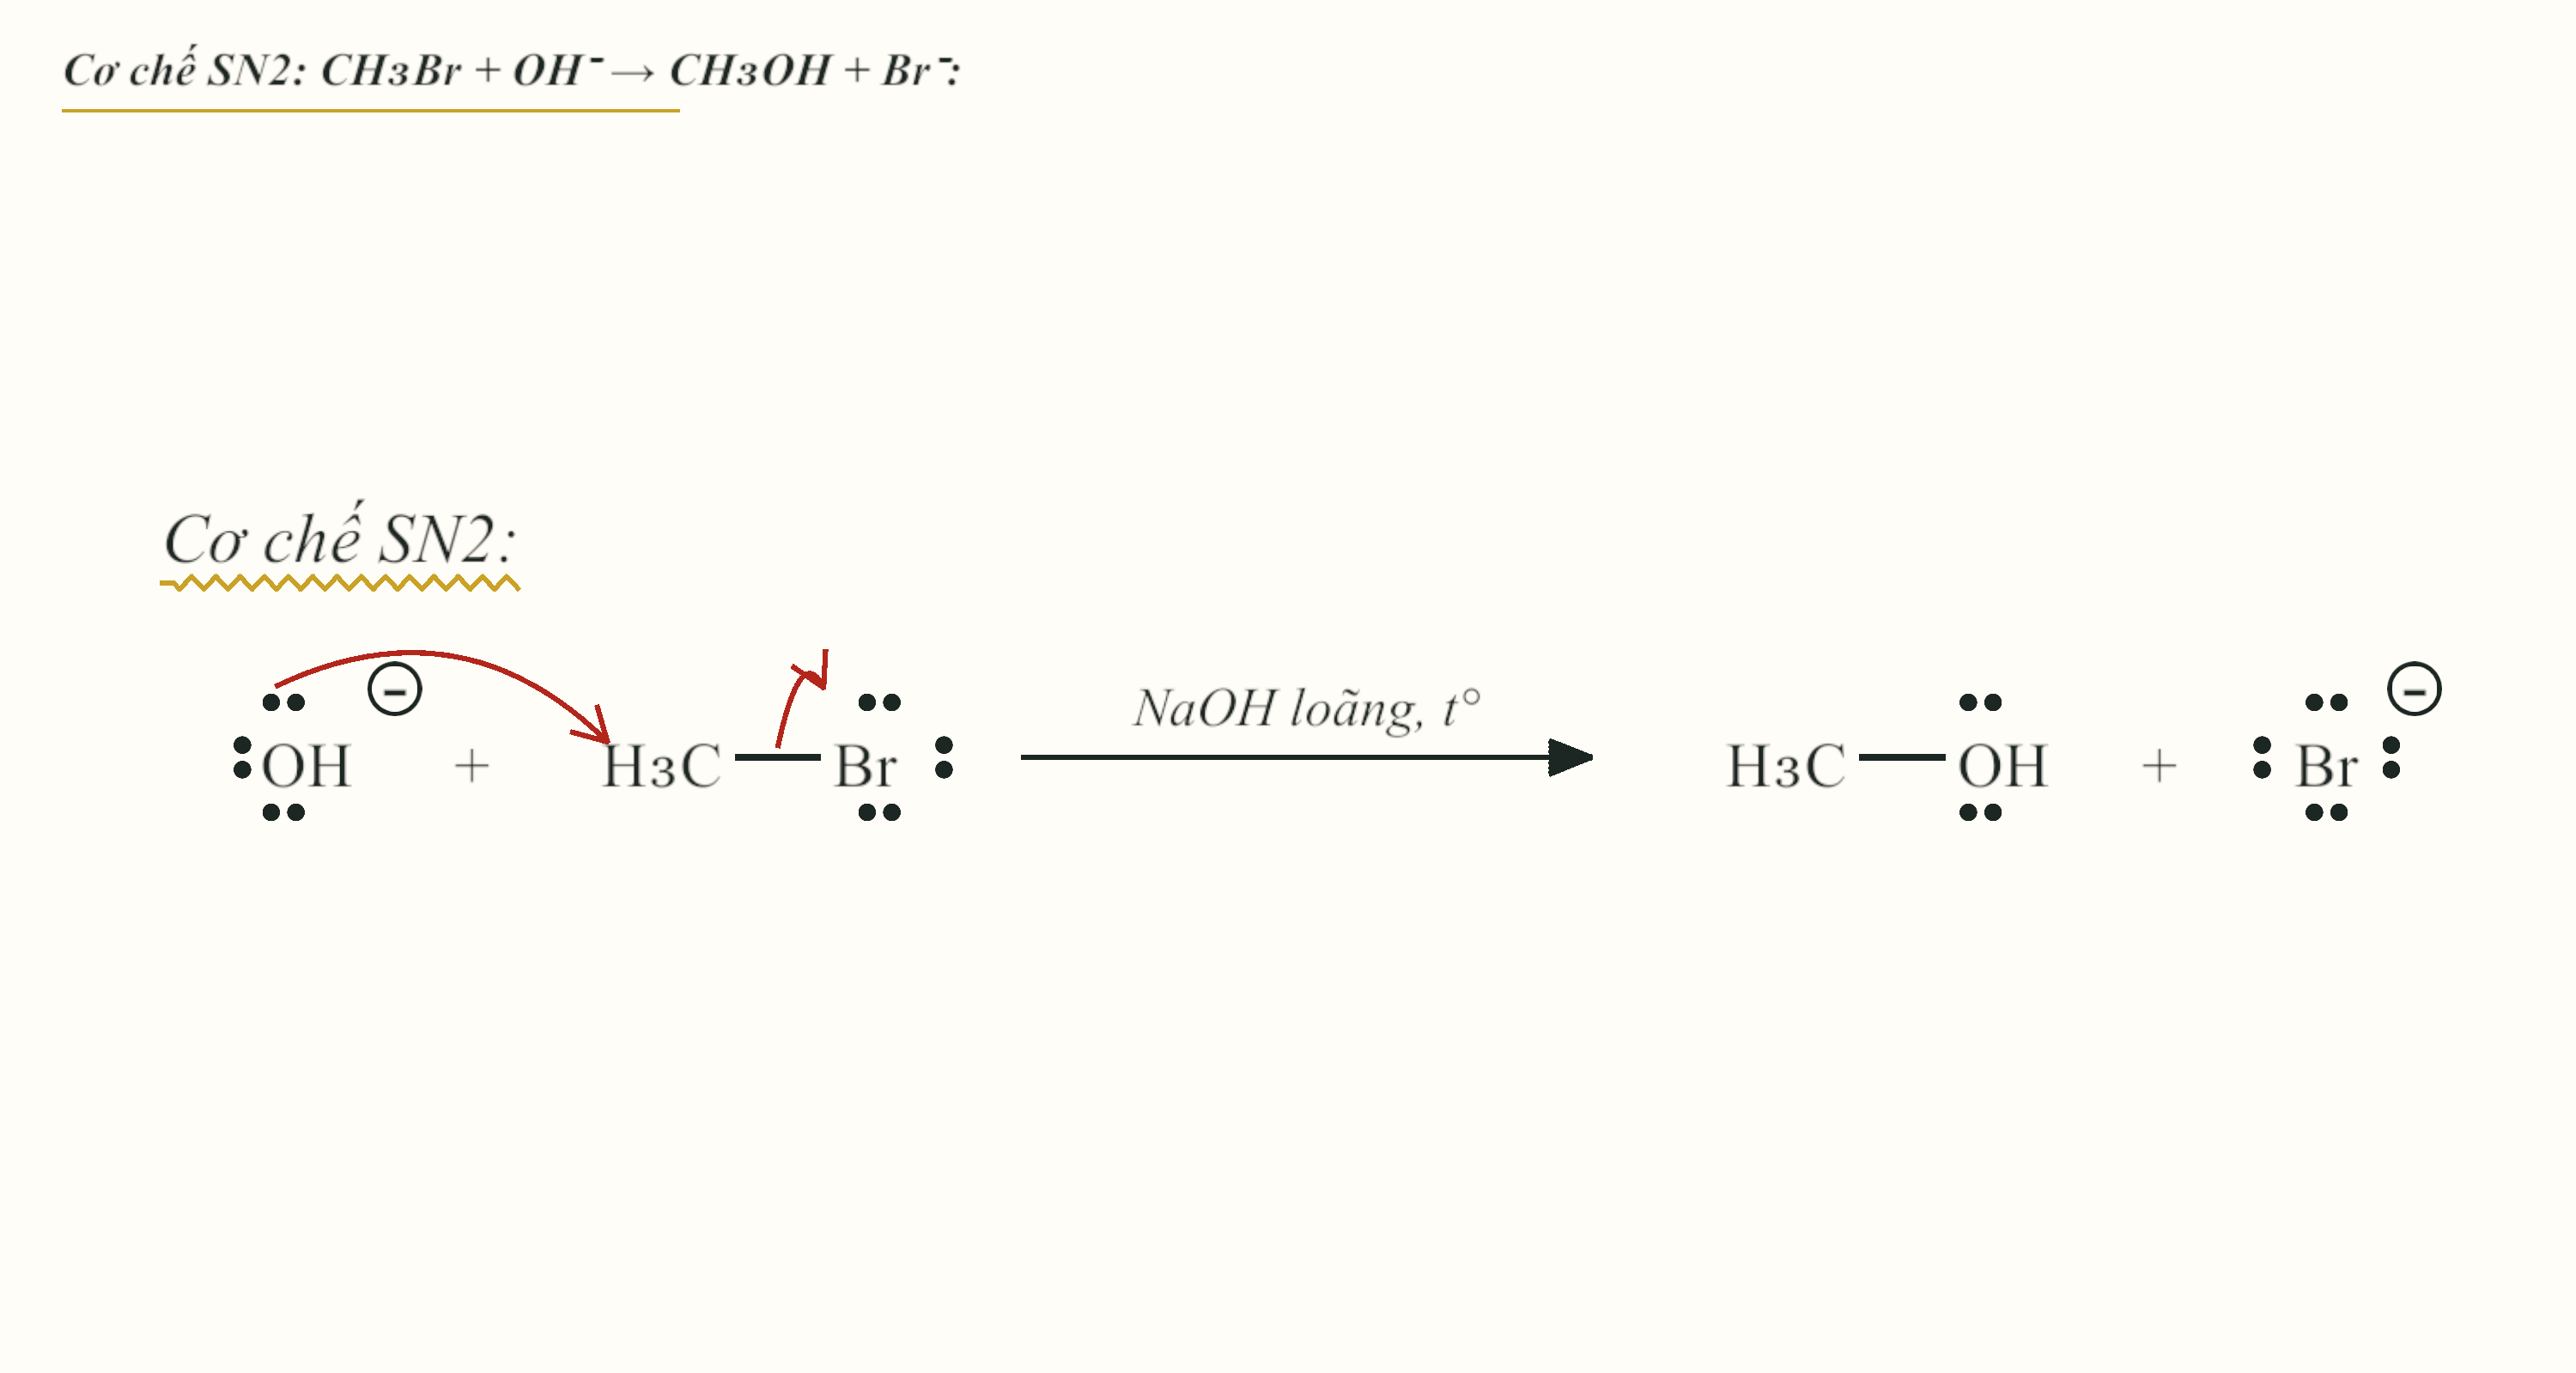 Cơ chế SN2: CH₃Br + OH⁻ → CH₃OH + Br⁻:
Cơ chế SN2:
OH ⊖ + H₃C — Br NaOH loãng, t° H₃C — OH + Br ⊖